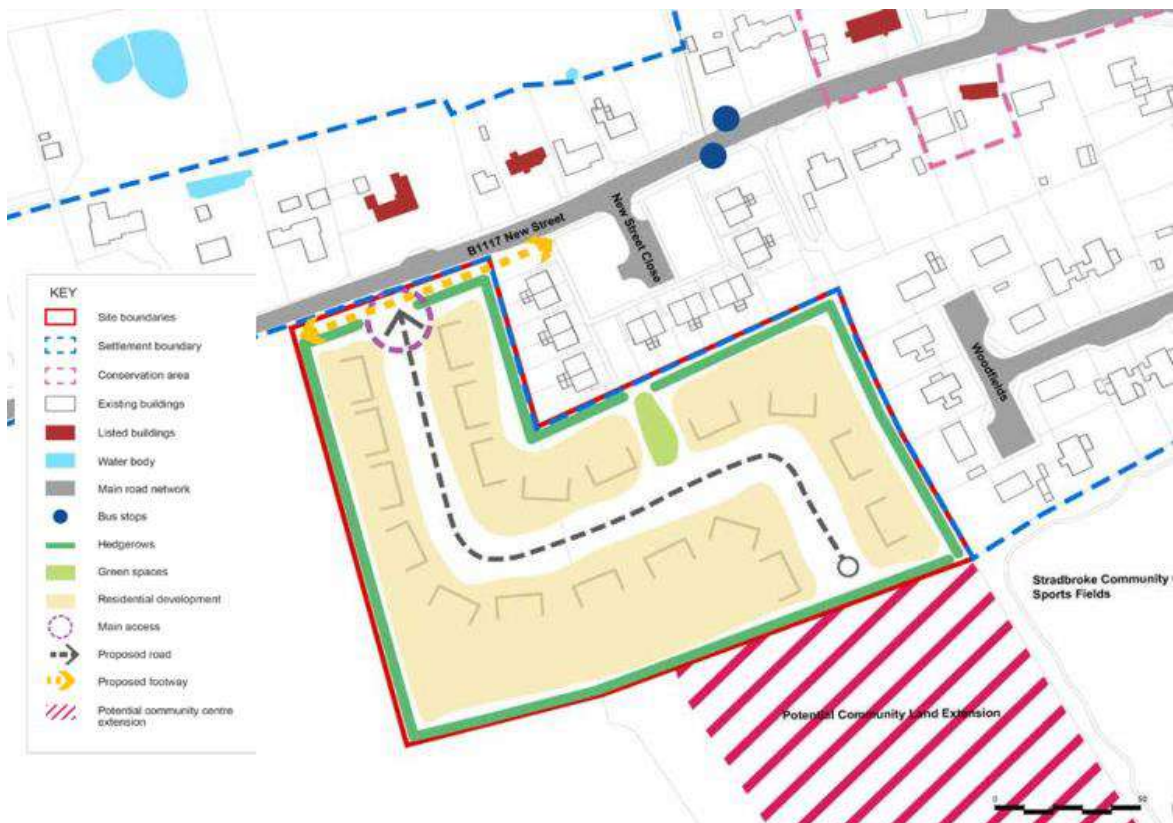 B1117 New Street
New Street Close
Woodfields
KEY
Site boundaries
Settlement boundary
Conservation area
Existing buildings
Listed buildings
Water body
Main road network
Bus stops
Hedgerows
Green spaces
Residential development
Main access
Proposed road
Proposed footway
Potential community centre
extension
Stradbroke Community
Sports Fields
Potential Community Land Extension
0 50